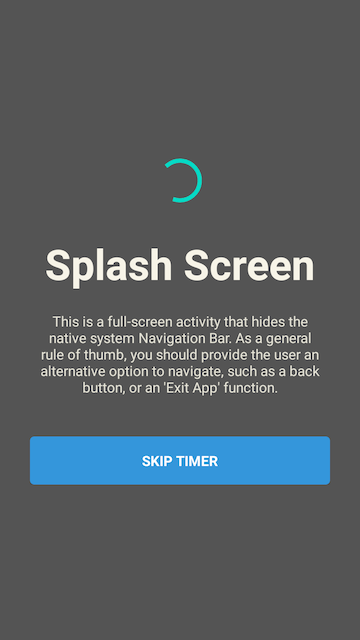 Splash Screen
This is a full-screen activity that hides the
native system Navigation Bar. As a general
rule of thumb, you should provide the user an
alternative option to navigate, such as a back
button, or an 'Exit App' function.
SKIP TIMER